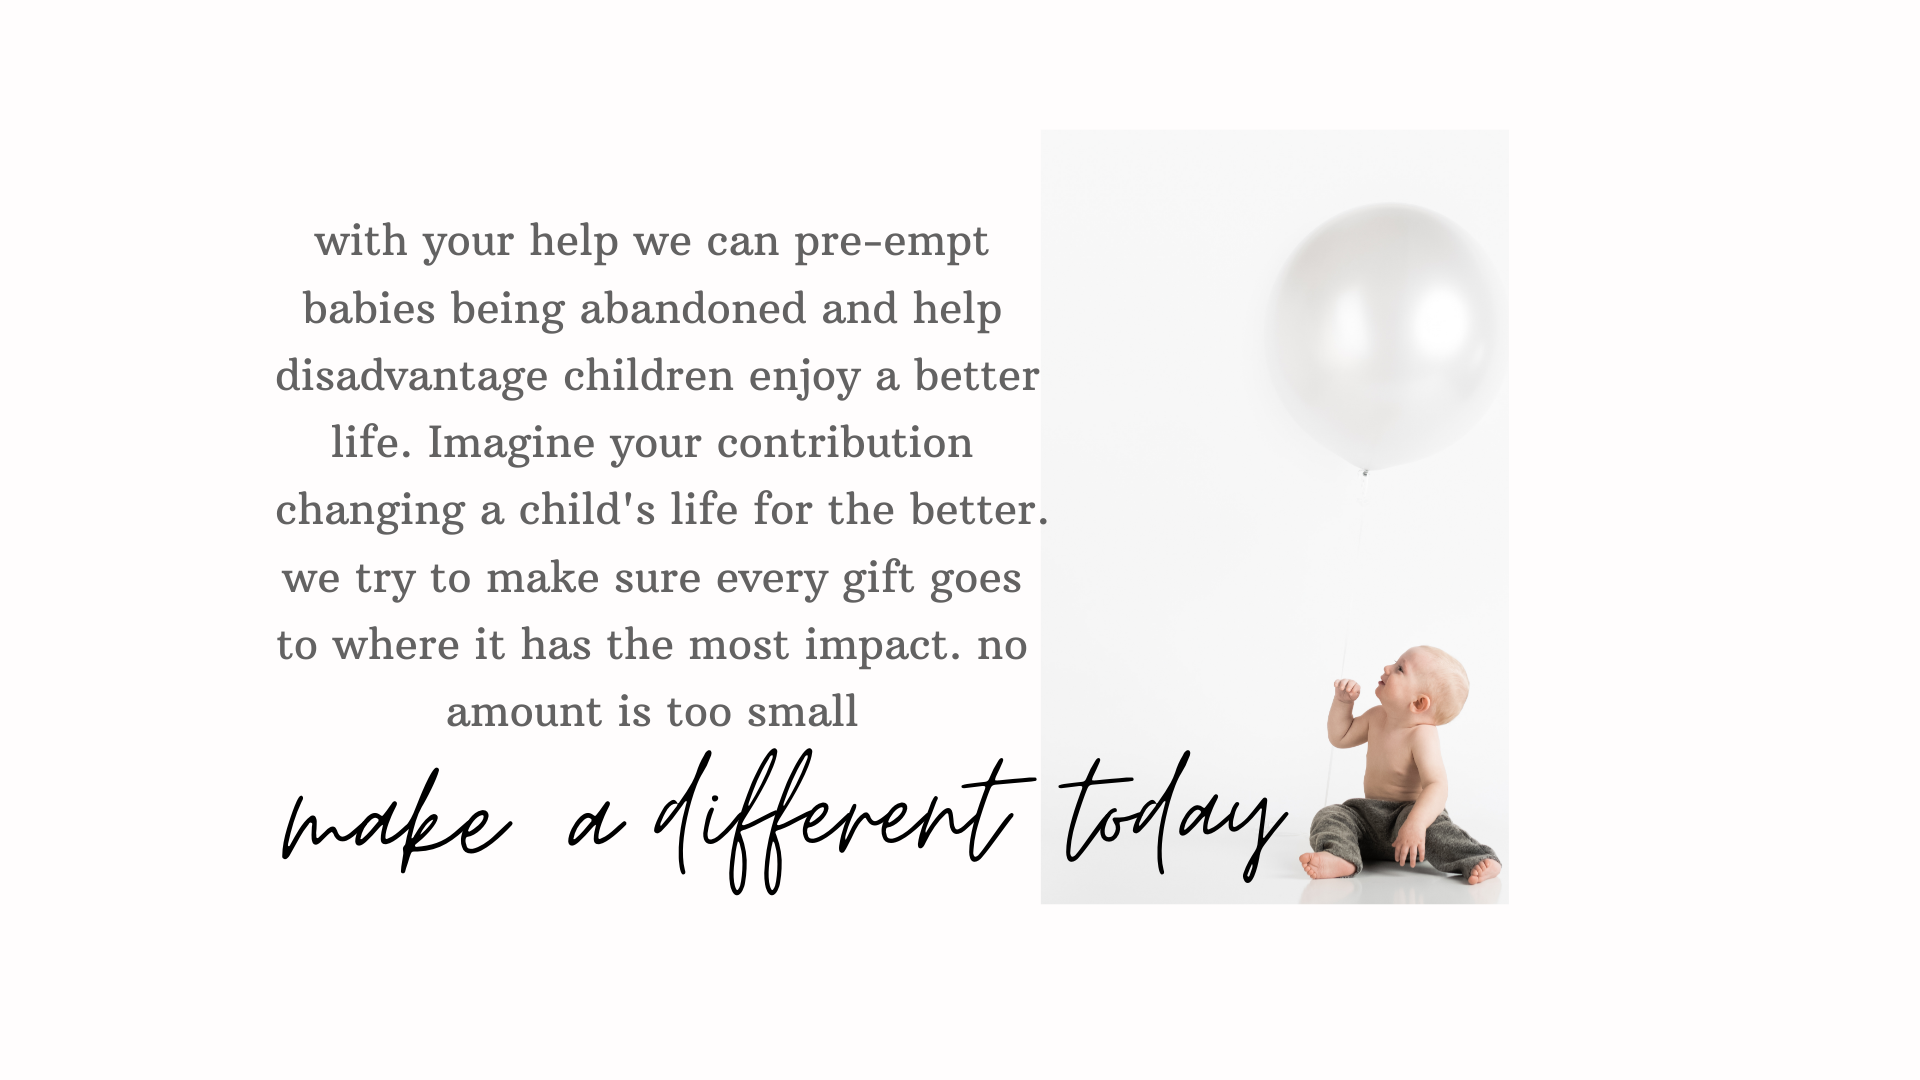 with your help we can pre-empt
babies being abandoned and help
disadvantage children enjoy a better
life. Imagine your contribution
changing a child's life for the better.
we try to make sure every gift goes
to where it has the most impact. no
amount is too small
make a different today